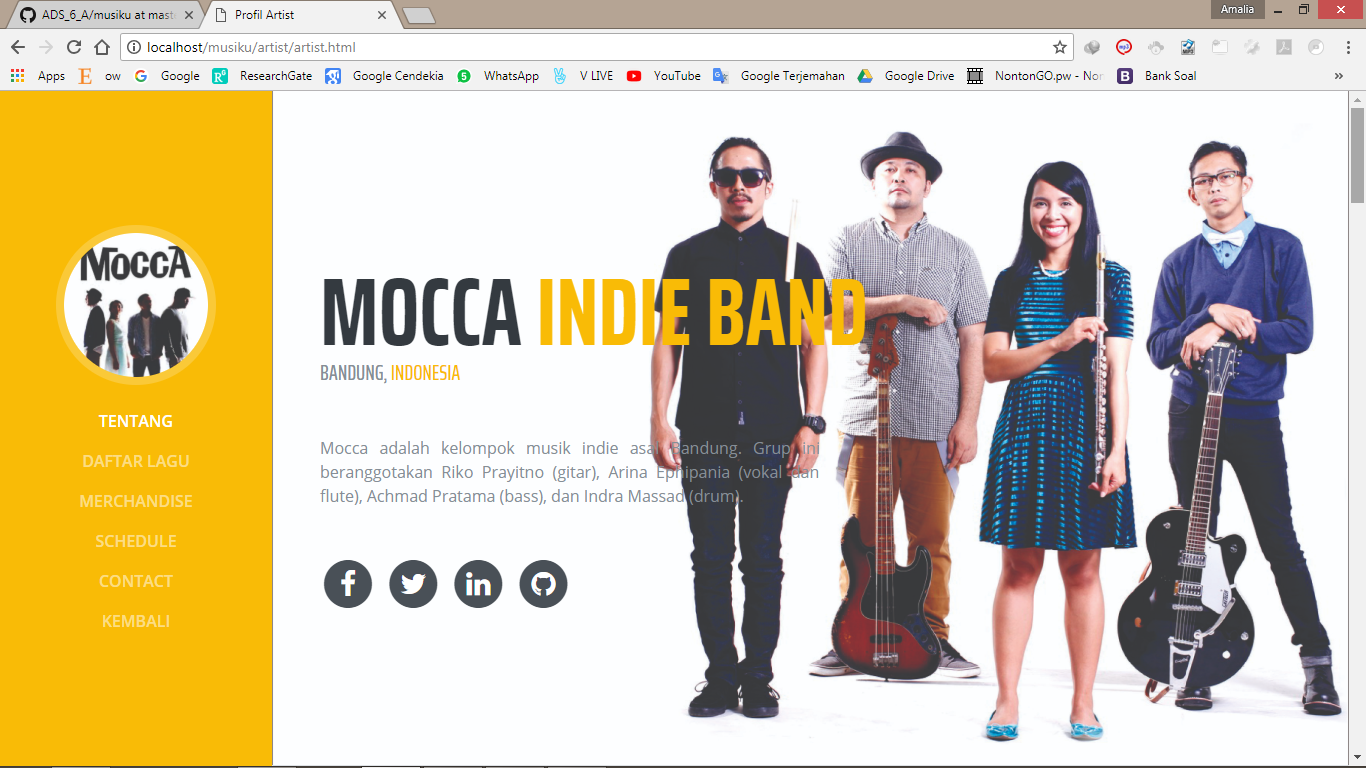 ADS_6_A/musiku at mast
Profil Artist
Amalia
localhost/musiku/artist/artist.html
Apps
ow
Google
ResearchGate
Google Cendekia
WhatsApp
V LIVE
YouTube
Google Terjemahan
Google Drive
NontonGO.pw - Non
Bank Soal
MOCCA
TENTANG
DAFTAR LAGU
MERCHANDISE
SCHEDULE
CONTACT
KEMBALI
MOCCA INDIE BAND
BANDUNG, INDONESIA
Mocca adalah kelompok musik indie asal Bandung. Grup ini
beranggotakan Riko Prayitno (gitar), Arina Ephipania (vokal dan
flute), Achmad Pratama (bass), dan Indra Massad (drum).